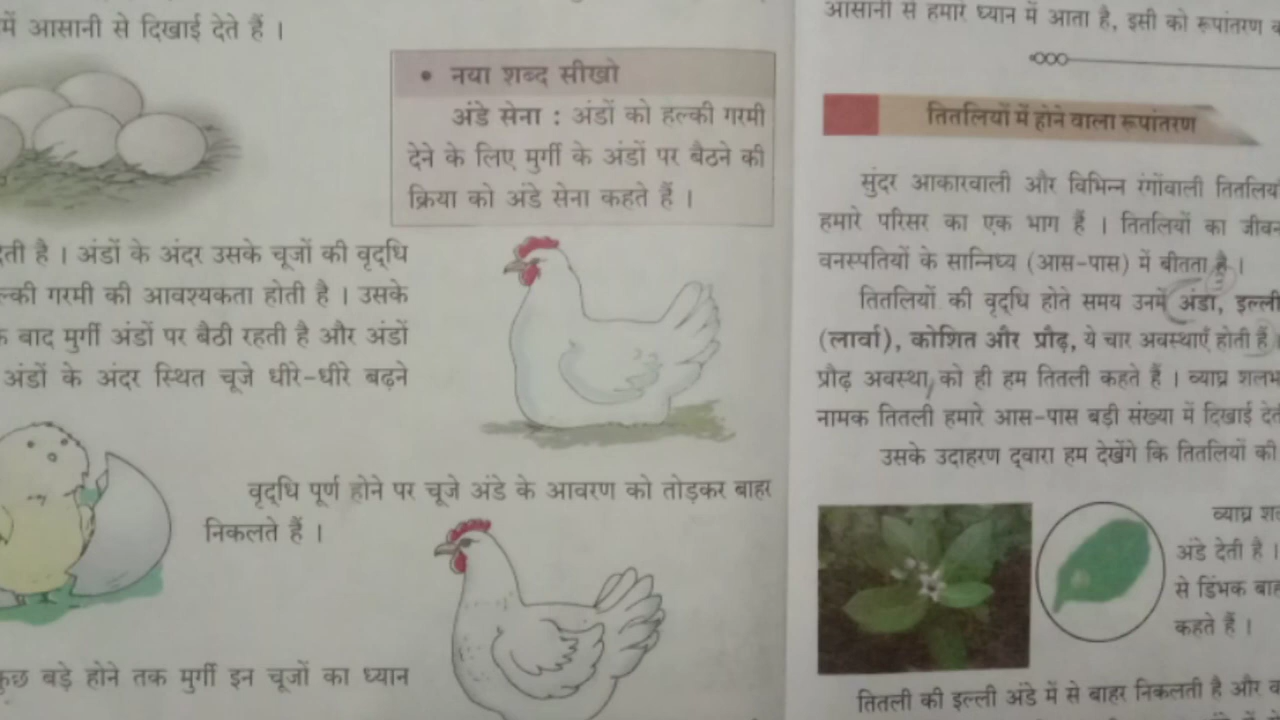 में आसानी से दिखाई देते हैं ।
• नया शब्द सीखो
अंडे सेना : अंडों को हल्की गरमी
देने के लिए मुर्गी के अंडों पर बैठने की
क्रिया को अंडे सेना कहते हैं ।
है । अंडों के अंदर उसके चूजों की वृद्धि
गरमी की आवश्यकता होती है । उसके
बाद मुर्गी अंडों पर बैठी रहती है और अंडों
अंडों के अंदर स्थित चूजे धीरे-धीरे बढ़ने
वृद्धि पूर्ण होने पर चूजे अंडे के आवरण को तोड़कर बाहर
निकलते हैं ।
बड़े होने तक मुर्गी इन चूजों का ध्यान
आसानी से हमारे ध्यान में आता है, इसी को रूपांतरण
तितलियों में होने वाला रूपांतरण
सुंदर आकारवाली और विभिन्न रंगोंवाली
हमारे परिसर का एक भाग हैं । तितलियों का
वनस्पतियों के सान्निध्य (आस-पास) में बीतता है ।
तितलियों की वृद्धि होते समय उनमें अंडा, इल्ली
(लार्वा), कोशित और प्रौढ़, ये चार अवस्थाएँ होती हैं ।
प्रौढ़ अवस्था को ही हम तितली कहते हैं । व्याघ्र
नामक तितली हमारे आस-पास बड़ी संख्या में दिखाई
उसके उदाहरण द्वारा हम देखेंगे कि तितलियों की
व्याघ्र
अंडे देती है ।
से डिंभक
कहते हैं ।
तितली की इल्ली अंडे में से बाहर निकलती है और